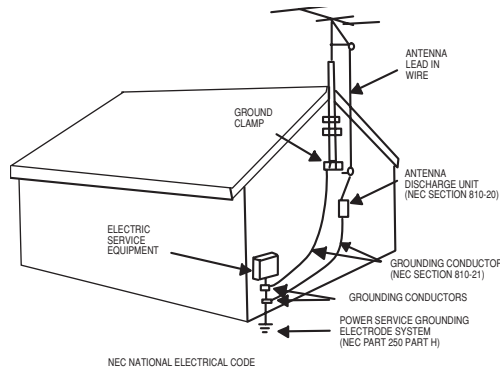 ANTENNA
LEAD IN
WIRE
GROUND
CLAMP
ANTENNA
DISCHARGE UNIT
(NEC SECTION 810-20)
ELECTRIC
SERVICE
EQUIPMENT
GROUNDING CONDUCTOR
(NEC SECTION 810-21)
GROUNDING CONDUCTORS
POWER SERVICE GROUNDING
ELECTRODE SYSTEM
(NEC PART 250 PART H)
NEC NATIONAL ELECTRICAL CODE